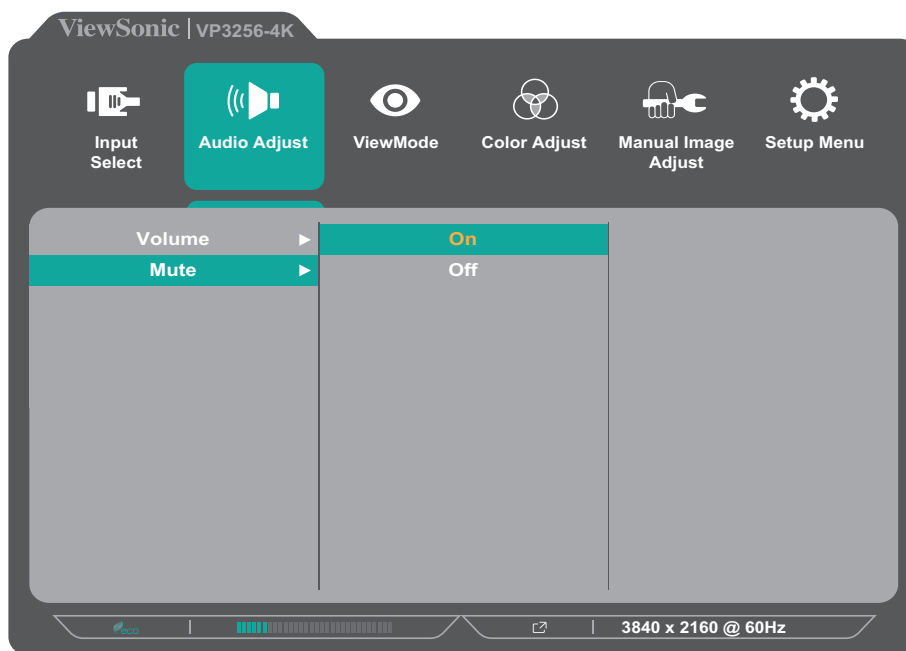 ViewSonic | VP3256-4K
Input Select
Audio Adjust
ViewMode
Color Adjust
Manual Image Adjust
Setup Menu
Volume
On
Mute
Off
eco
3840 x 2160 @ 60Hz